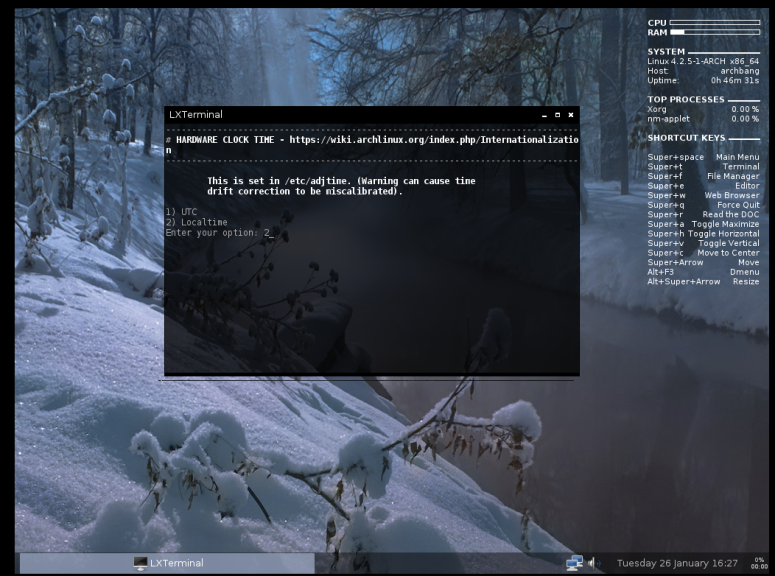 LXTerminal
# HARDWARE CLOCK TIME - https://wiki.archlinux.org/index.php/Internationalizatio
n
This is set in /etc/adjtime. (Warning can cause time
drift correction to be miscalibrated).
1) UTC
2) Localtime
Enter your option: 2_
CPU
RAM
SYSTEM
Linux 4.2.5-1-ARCH x86_64
Host: archbang
Uptime: 0h 46m 31s
TOP PROCESSES
Xorg 0.00 %
nm-applet 0.00 %
SHORTCUT KEYS
Super+space Main Menu
Super+t Terminal
Super+f File Manager
Super+e Editor
Super+w Web Browser
Super+q Force Quit
Super+r Read the DOC
Super+a Toggle Maximize
Super+h Toggle Horizontal
Super+v Toggle Vertical
Super+c Move to Center
Super+Arrow Move
Alt+F3 Dmenu
Alt+Super+Arrow Resize
LXTerminal
Tuesday 26 January 16:27
0%
00:00